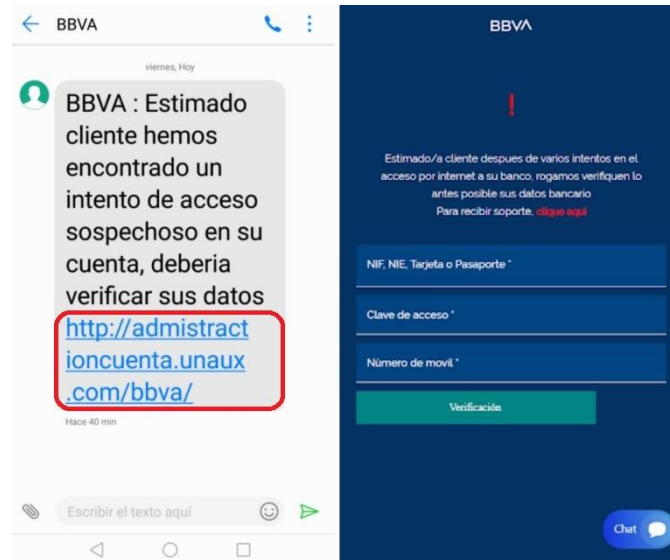 BBVA
viernes, Hoy
BBVA : Estimado
cliente hemos
encontrado un
intento de acceso
sospechoso en su
cuenta, deberia
verificar sus datos
http://admistract
ioncuenta.unaux
.com/bbva/
Hace 40 min
Escribir el texto aquí
BBVA
!
Estimado/a cliente despues de varios intentos en el
acceso por internet a su banco, rogamos verifiquen lo
antes posible sus datos bancario
Para recibir soporte, clique aqui
NIF, NIE, Tarjeta o Pasaporte *
Clave de acceso *
Número de movil *
Verificación
Chat